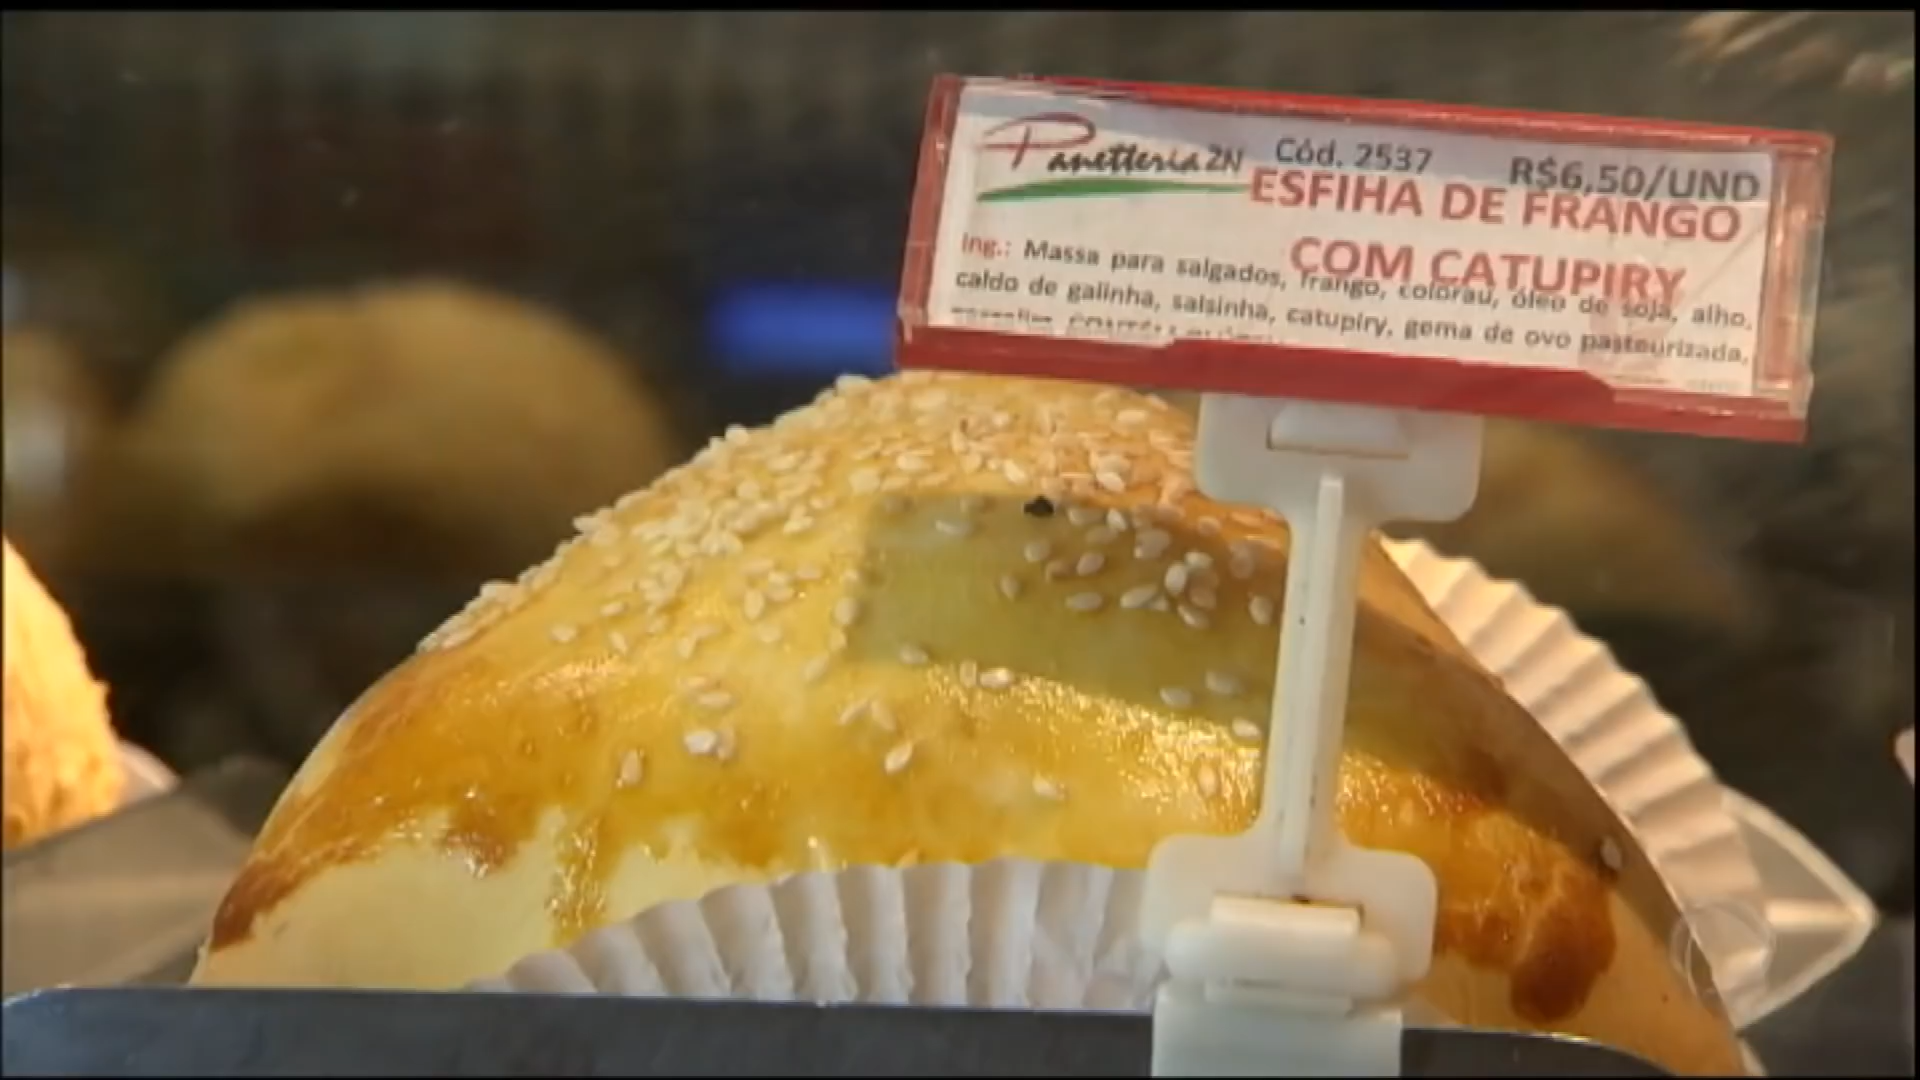 Panetteria ZN Cód. 2537 R$6,50/UND
ESFIHA DE FRANGO
COM CATUPIRY
Ing.: Massa para salgados, frango, colorau, óleo de soja, alho,
caldo de galinha, salsinha, catupiry, gema de ovo pasteurizada,